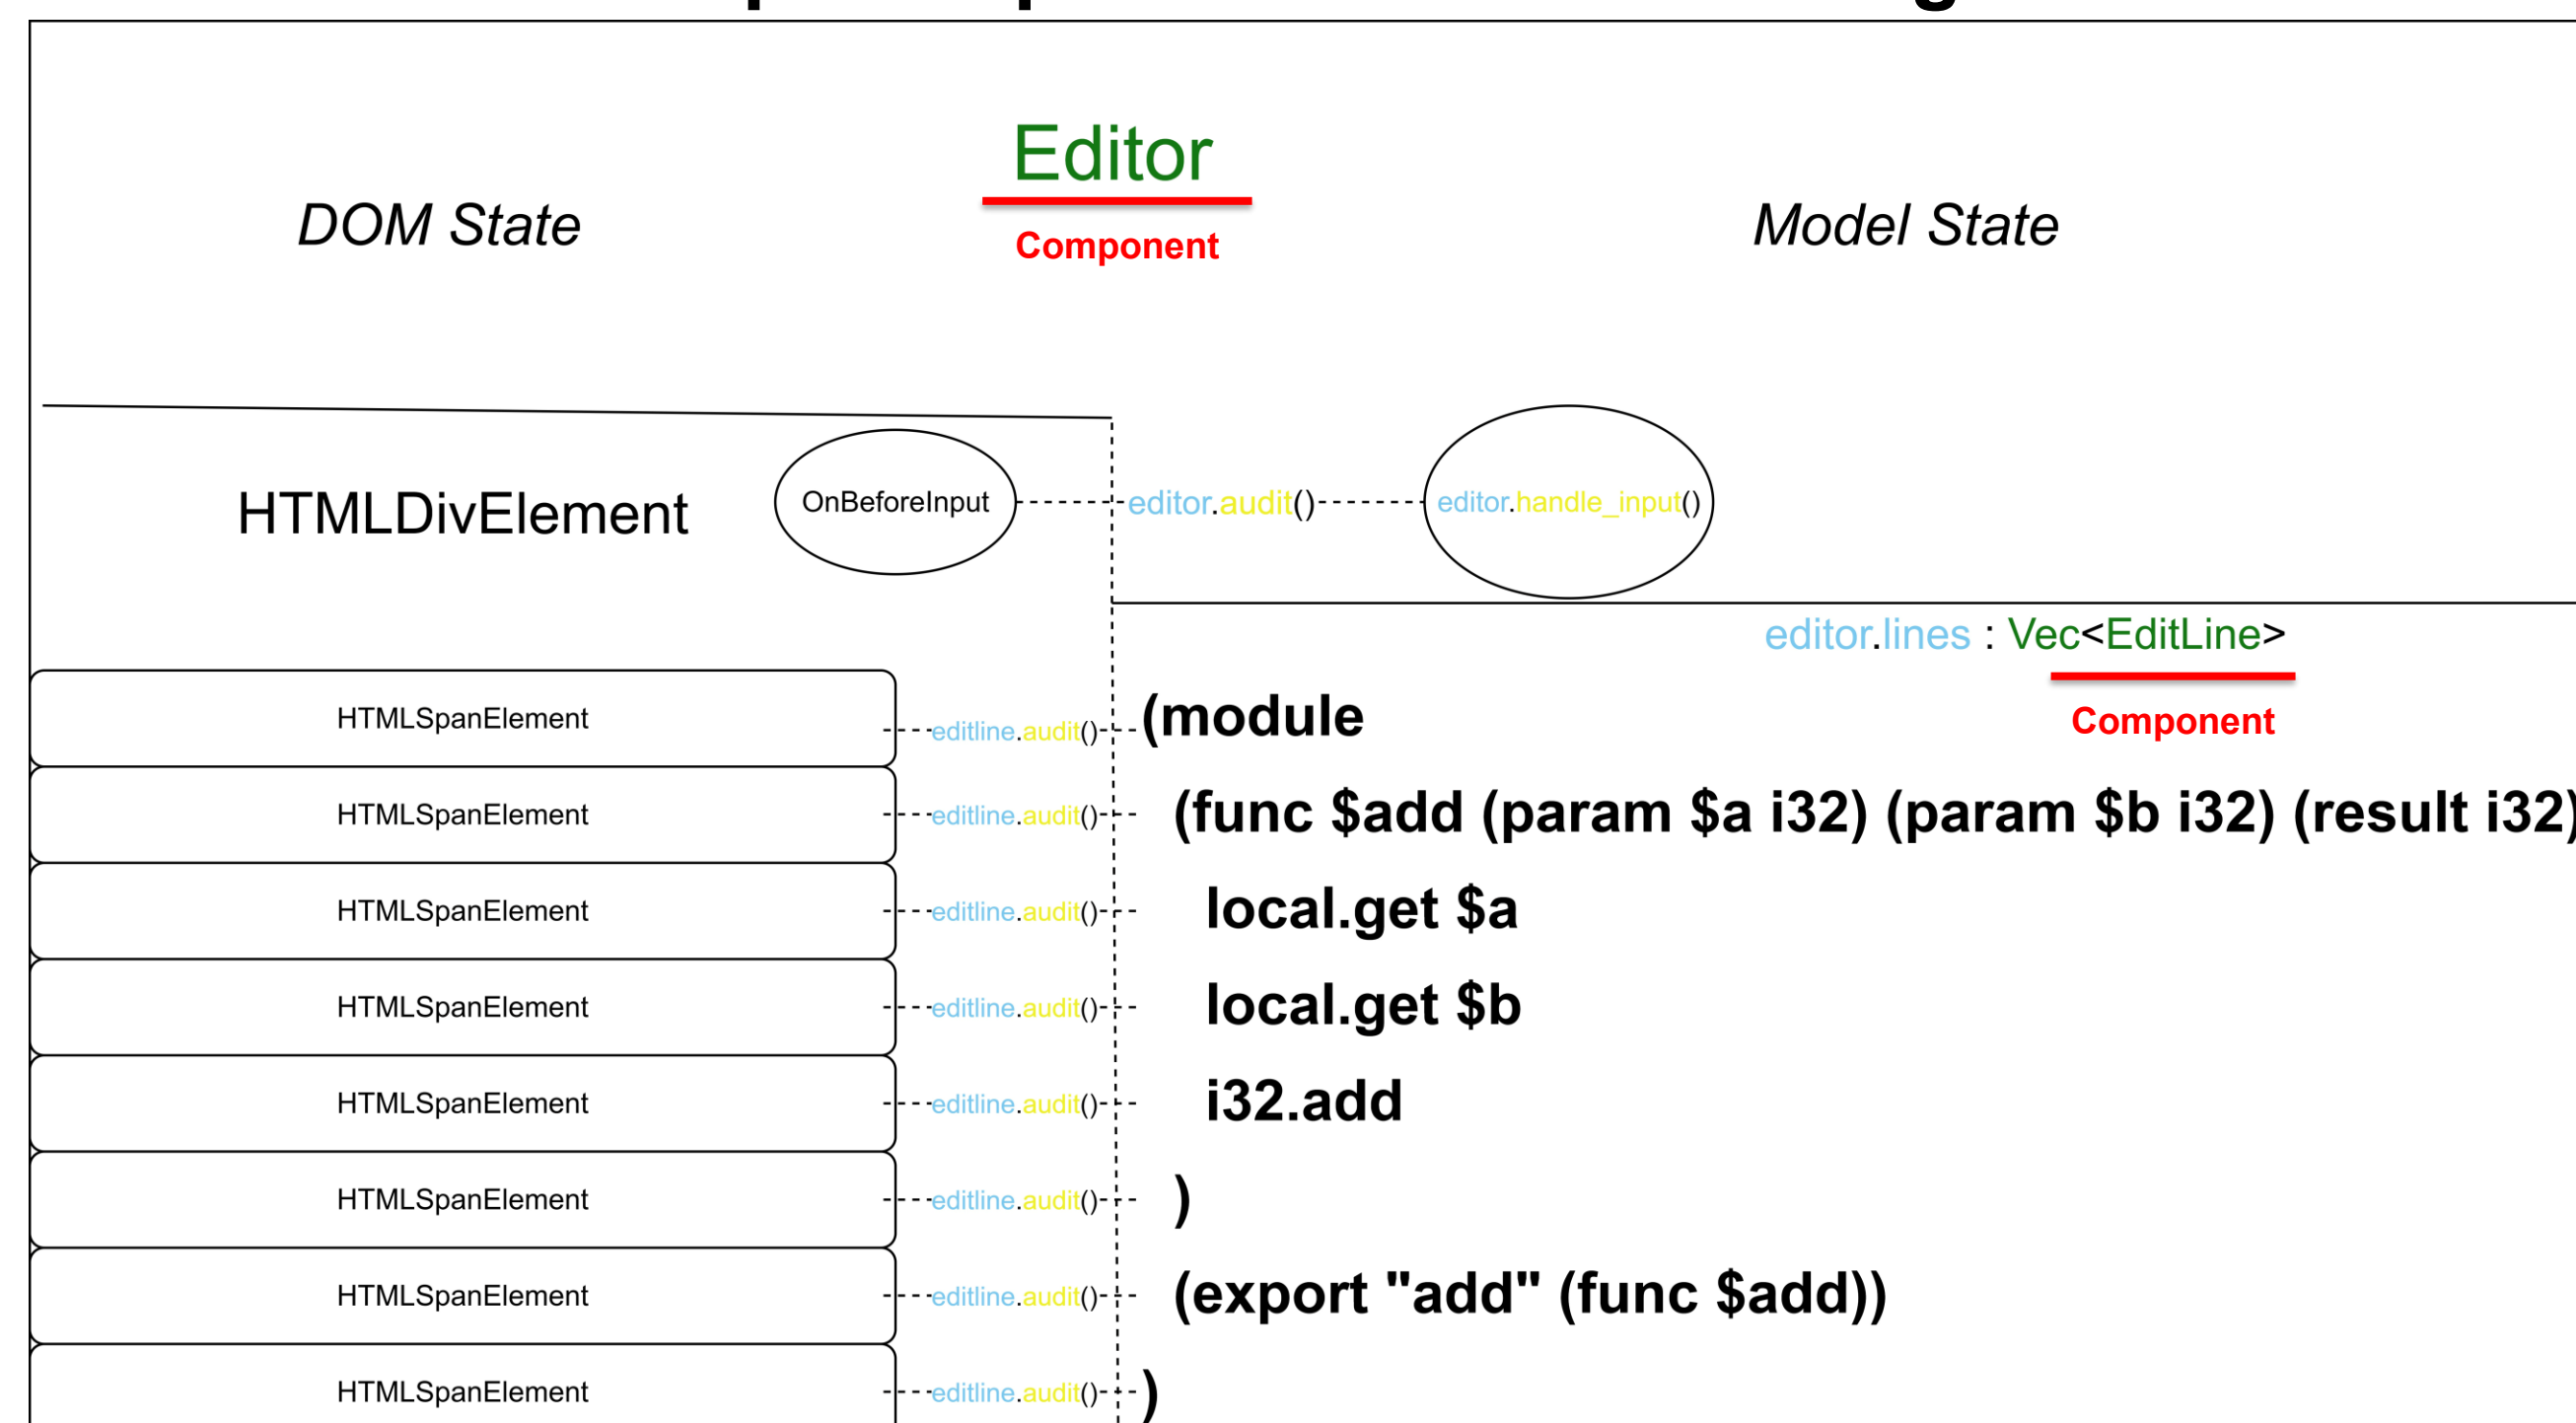 Editor
DOM State
Component
Model State
HTMLDivElement
OnBeforeInput
editor.audit()
editor.handle_input()
editor.lines : Vec<EditLine>
Component
HTMLSpanElement
editline.audit()
(module
HTMLSpanElement
editline.audit()
(func $add (param $a i32) (param $b i32) (result i32)
HTMLSpanElement
editline.audit()
local.get $a
HTMLSpanElement
editline.audit()
local.get $b
HTMLSpanElement
editline.audit()
i32.add
HTMLSpanElement
editline.audit()
)
HTMLSpanElement
editline.audit()
(export "add" (func $add))
HTMLSpanElement
editline.audit()
)